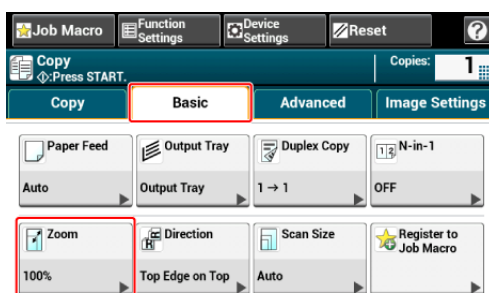 Job Macro Function Settings Device Settings Reset ?
Copy Copies: 1
:Press START.
Copy Basic Advanced Image Settings
Paper Feed Output Tray Duplex Copy 12 N-in-1
Auto Output Tray 1 → 1 OFF
Zoom Direction Scan Size Register to Job Macro
100% Top Edge on Top Auto